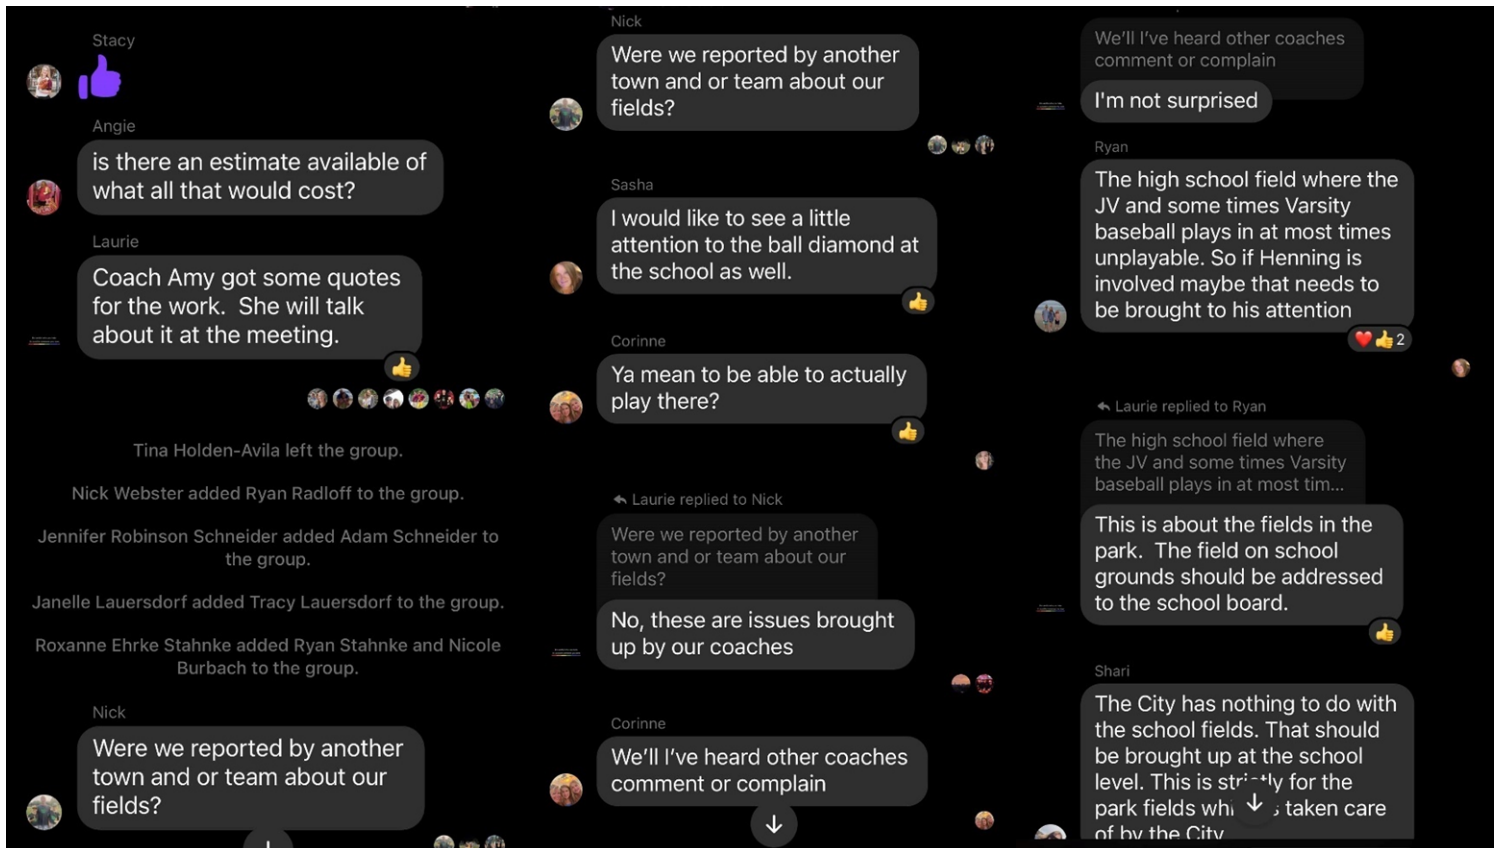 Stacy
Angie
is there an estimate available of
what all that would cost?
Laurie
Coach Amy got some quotes
for the work.  She will talk
about it at the meeting.
Tina Holden-Avila left the group.
Nick Webster added Ryan Radloff to the group.
Jennifer Robinson Schneider added Adam Schneider to
the group.
Janelle Lauersdorf added Tracy Lauersdorf to the group.
Roxanne Ehrke Stahnke added Ryan Stahnke and Nicole
Burbach to the group.
Nick
Were we reported by another
town and or team about our
fields?
Nick
Were we reported by another
town and or team about our
fields?
Sasha
I would like to see a little
attention to the ball diamond at
the school as well.
Corinne
Ya mean to be able to actually
play there?
Laurie replied to Nick
Were we reported by another
town and or team about our
fields?
No, these are issues brought
up by our coaches
Corinne
We'll I've heard other coaches
comment or complain
We'll I've heard other coaches
comment or complain
I'm not surprised
Ryan
The high school field where the
JV and some times Varsity
baseball plays in at most times
unplayable. So if Henning is
involved maybe that needs to
be brought to his attention
2
Laurie replied to Ryan
The high school field where
the JV and some times Varsity
baseball plays in at most tim...
This is about the fields in the
park.  The field on school
grounds should be addressed
to the school board.
Shari
The City has nothing to do with
the school fields. That should
be brought up at the school
level. This is strictly for the
park fields taken care
of by the City